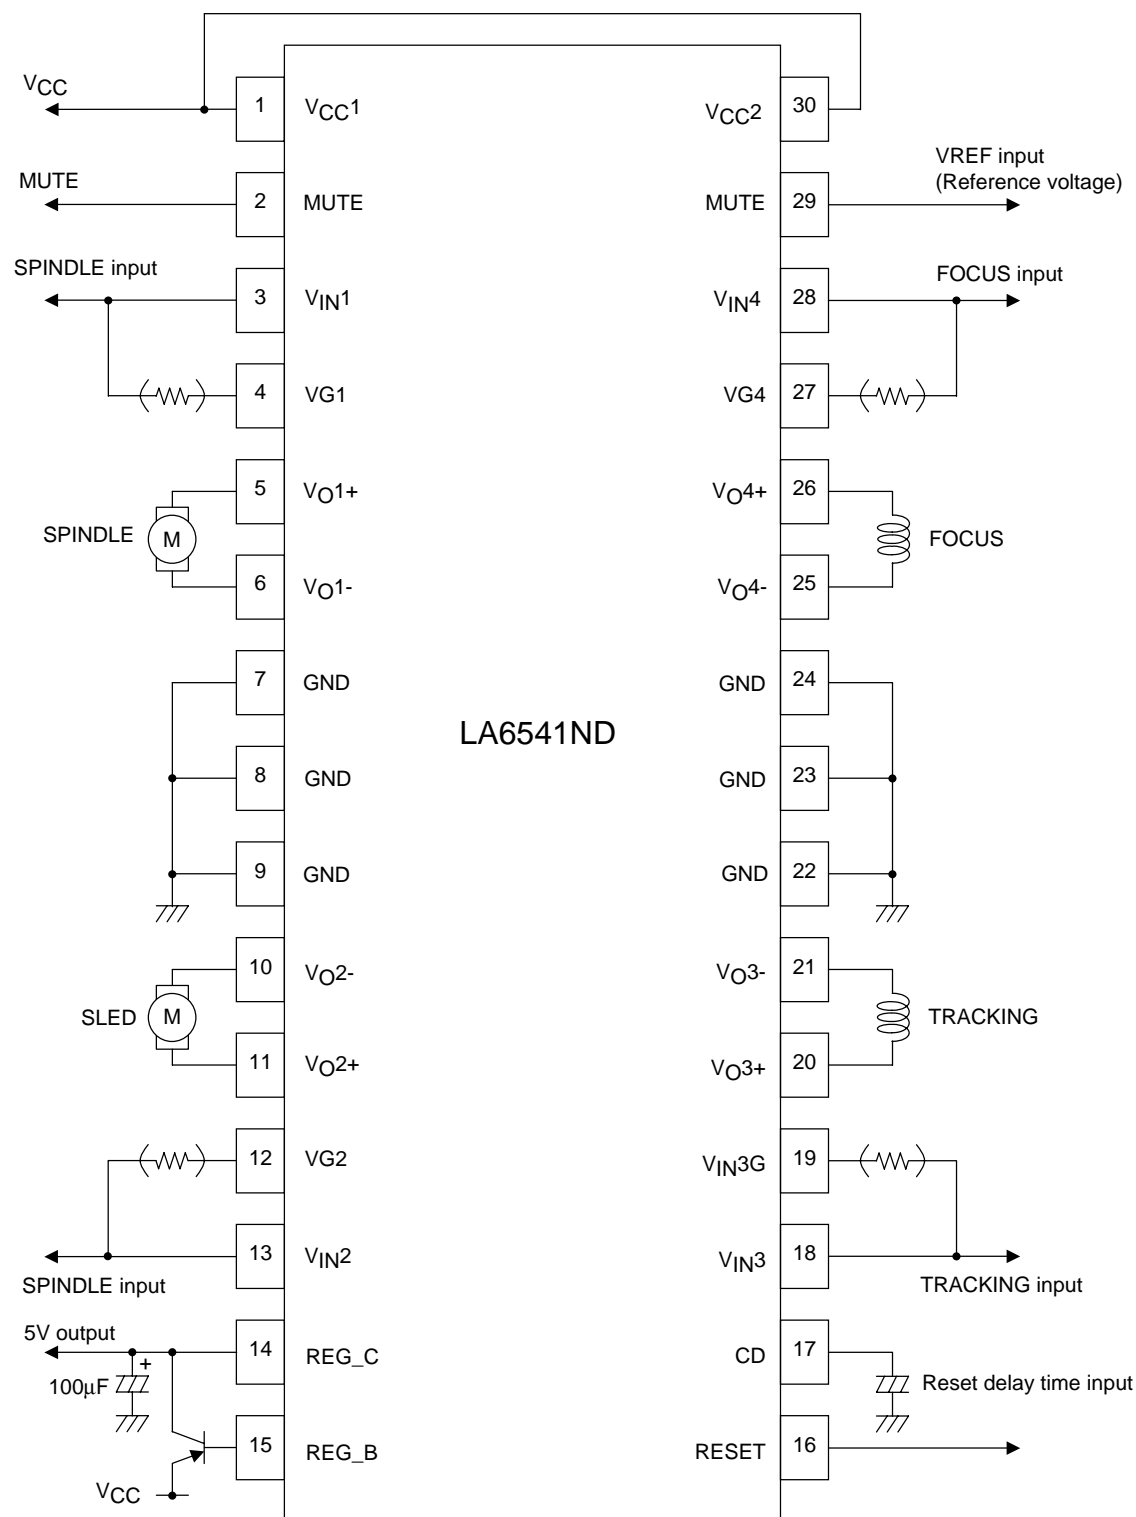 VCC
1
VCC1
VCC2
30
MUTE
2
MUTE
MUTE
29
VREF input
(Reference voltage)
SPINDLE input
3
VIN1
VIN4
28
FOCUS input
4
VG1
VG4
27
5
VO1+
VO4+
26
SPINDLE
M
FOCUS
6
VO1-
VO4-
25
7
GND
GND
24
LA6541ND
8
GND
GND
23
9
GND
GND
22
10
VO2-
VO3-
21
SLED
M
TRACKING
11
VO2+
VO3+
20
12
VG2
VIN3G
19
13
VIN2
VIN3
18
SPINDLE input
TRACKING input
5V output
14
REG_C
CD
17
+
100μF
Reset delay time input
15
REG_B
RESET
16
VCC